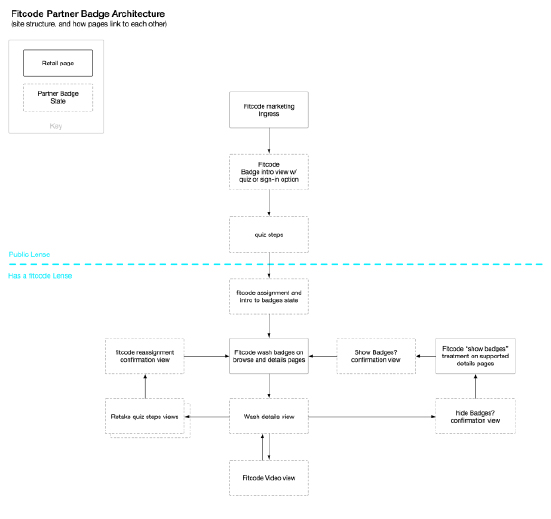 Fitcode Partner Badge Architecture
(site structure, and how pages link to each other)
Retail page
Partner Badge
State
Key
Fitcode marketing
Ingress
Fitcode
Badge intro view w/
quiz or sign-in option
quiz steps
Public Lense
Has a fitcode Lense
fitcode assignment and
intro to badges state
fitcode reassignment
confirmation view
Fitcode wash badges on
browse and details pages
Show Badges?
confirmation view
Fitcode "show badges"
treatment on supported
details pages
Retake quiz steps views
Wash details view
hide Badges?
confirmation view
Fitcode Video view